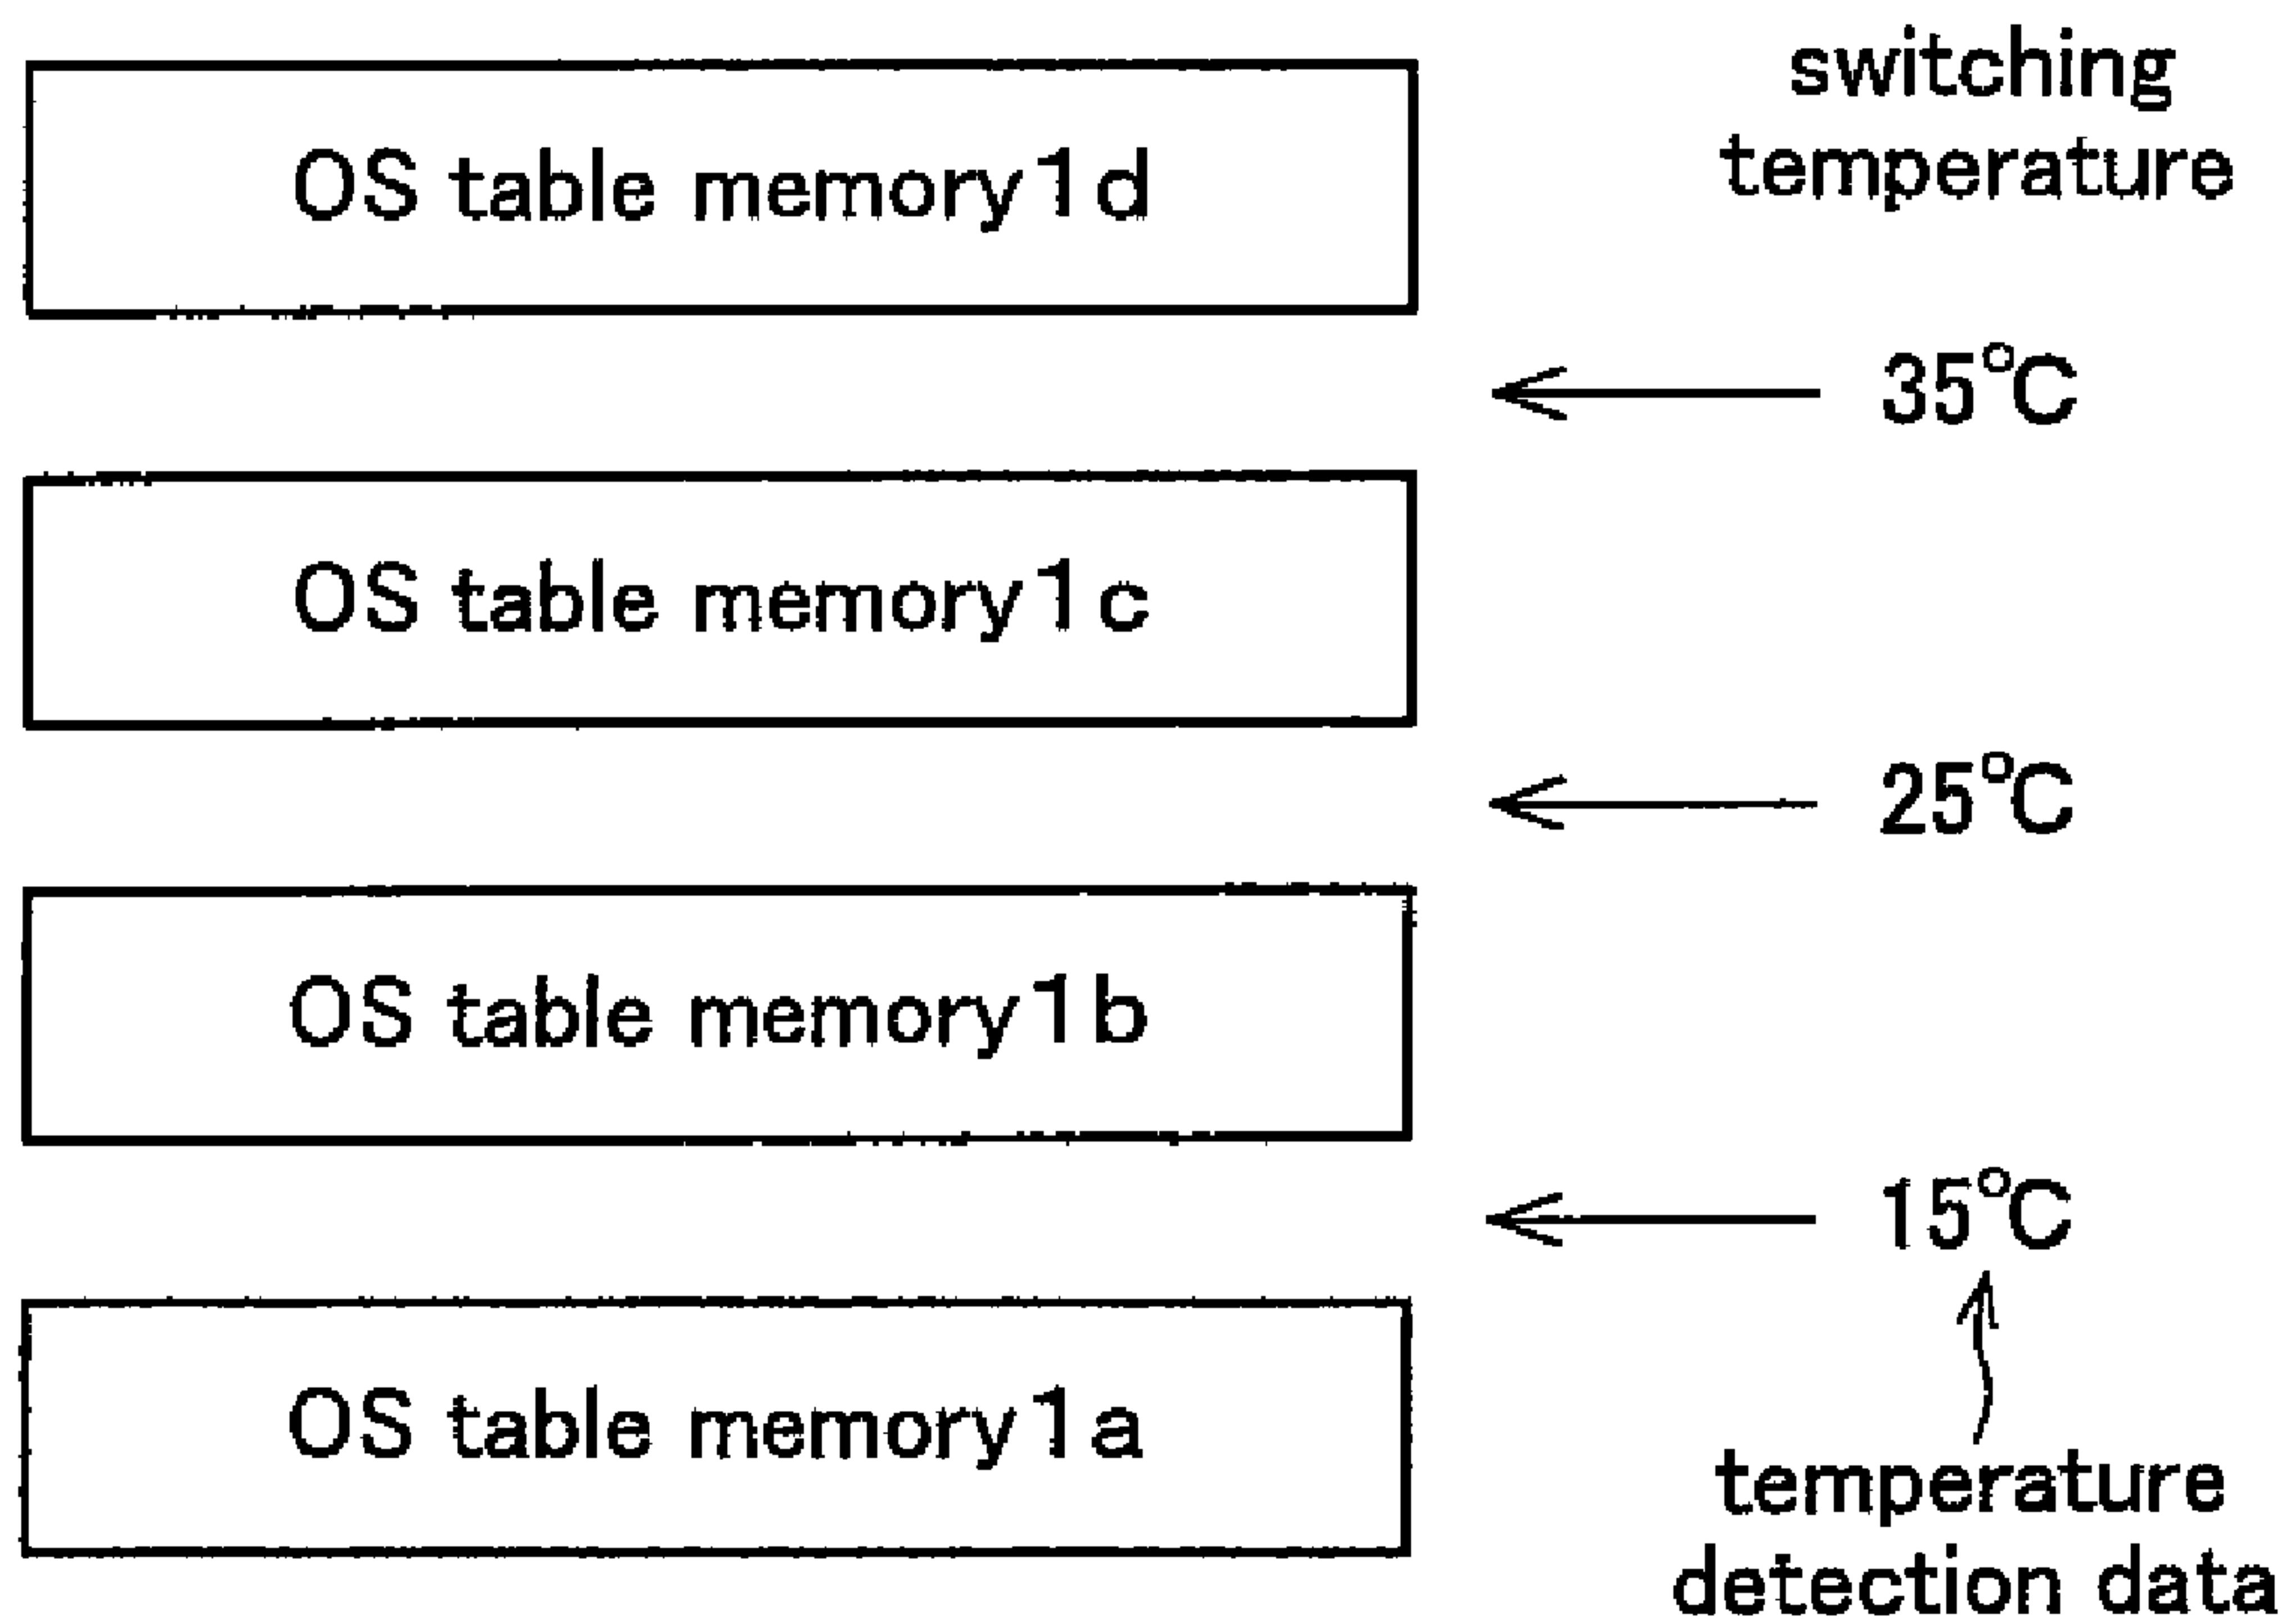 switching
temperature
OS table memory1d
35°C
OS table memory1c
25°C
OS table memory1b
15°C
OS table memory1a
temperature
detection data